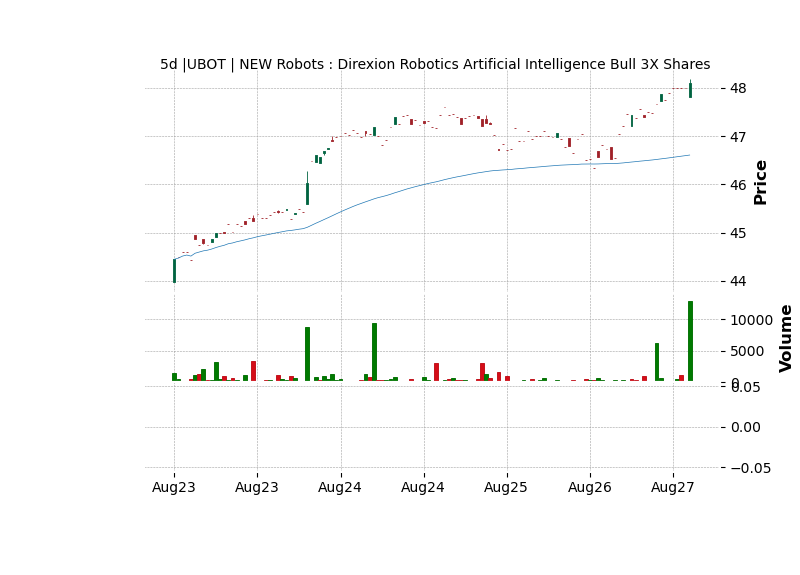 5d |UBOT | NEW Robots : Direxion Robotics Artificial Intelligence Bull 3X Shares
48
47
46
45
44
Price
10000
5000
0
Volume
0.05
0.00
−0.05
Aug23 Aug23 Aug24 Aug24 Aug25 Aug26 Aug27